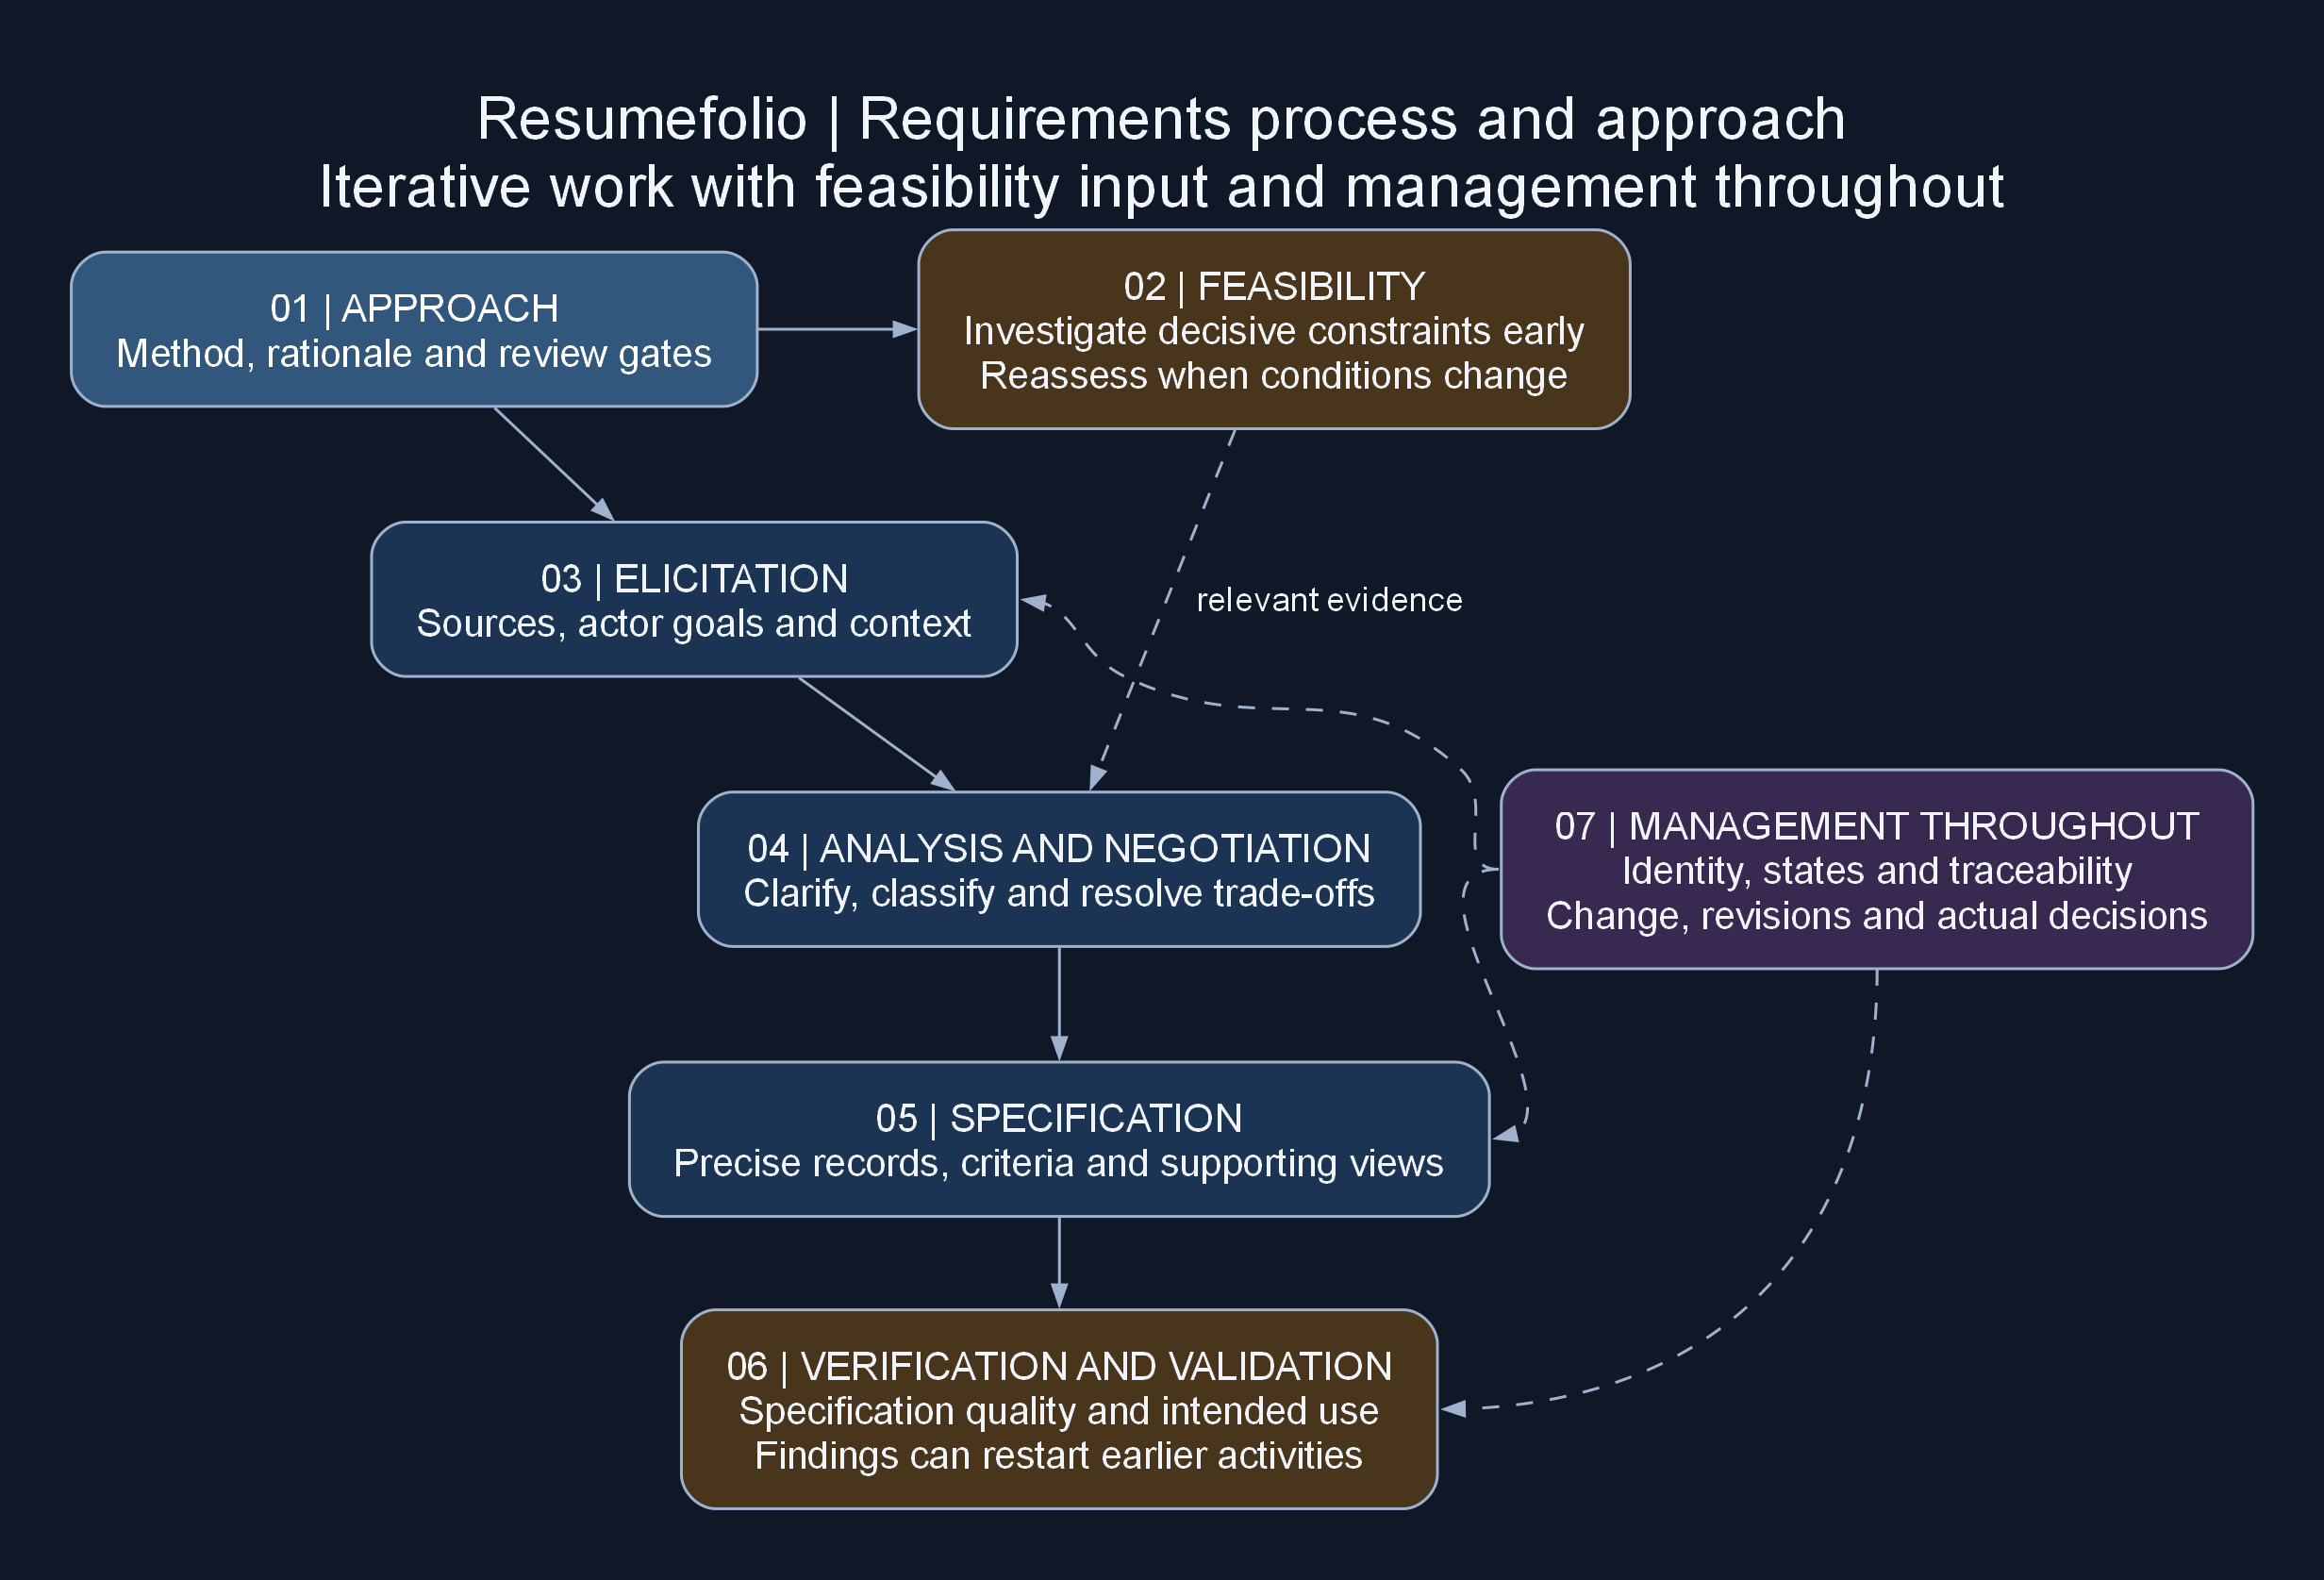 Resumefolio | Requirements process and approach
Iterative work with feasibility input and management throughout
01 | APPROACH
Method, rationale and review gates
02 | FEASIBILITY
Investigate decisive constraints early
Reassess when conditions change
03 | ELICITATION
Sources, actor goals and context
relevant evidence
04 | ANALYSIS AND NEGOTIATION
Clarify, classify and resolve trade-offs
07 | MANAGEMENT THROUGHOUT
Identity, states and traceability
Change, revisions and actual decisions
05 | SPECIFICATION
Precise records, criteria and supporting views
06 | VERIFICATION AND VALIDATION
Specification quality and intended use
Findings can restart earlier activities